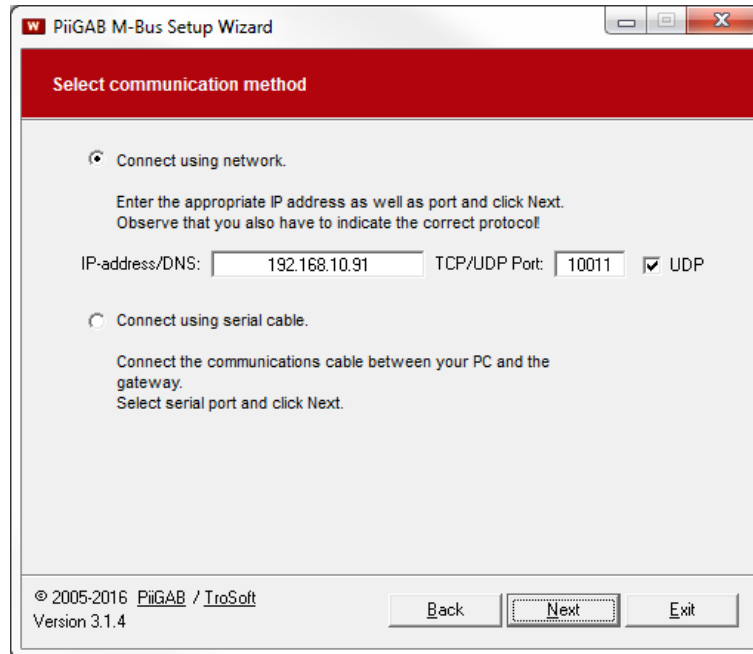 W PiiGAB M-Bus Setup Wizard
Select communication method
Connect using network.
Enter the appropriate IP address as well as port and click Next.
Observe that you also have to indicate the correct protocol!
IP-address/DNS: 192.168.10.91 TCP/UDP Port: 10011 UDP
Connect using serial cable.
Connect the communications cable between your PC and the
gateway.
Select serial port and click Next.
© 2005-2016 PiiGAB / TroSoft
Version 3.1.4
Back Next Exit